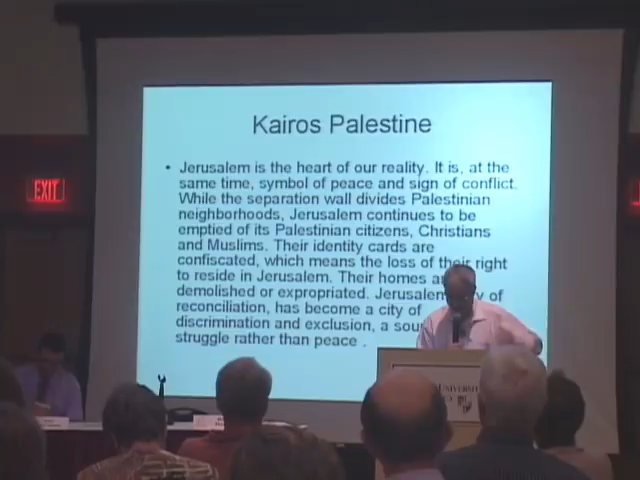 Kairos Palestine
• Jerusalem is the heart of our reality. It is, at the
same time, symbol of peace and sign of conflict.
While the separation wall divides Palestinian
neighborhoods, Jerusalem continues to be
emptied of its Palestinian citizens, Christians
and Muslims. Their identity cards are
confiscated, which means the loss of their right
to reside in Jerusalem. Their homes
demolished or expropriated. Jerusalem of
reconciliation, has become a city of
discrimination and exclusion, a
struggle rather than peace .
EXIT
UNIVERSITY